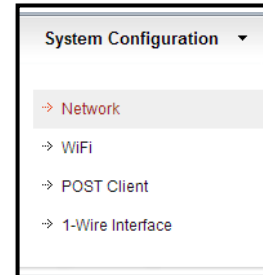 System Configuration
Network
WiFi
POST Client
1-Wire Interface